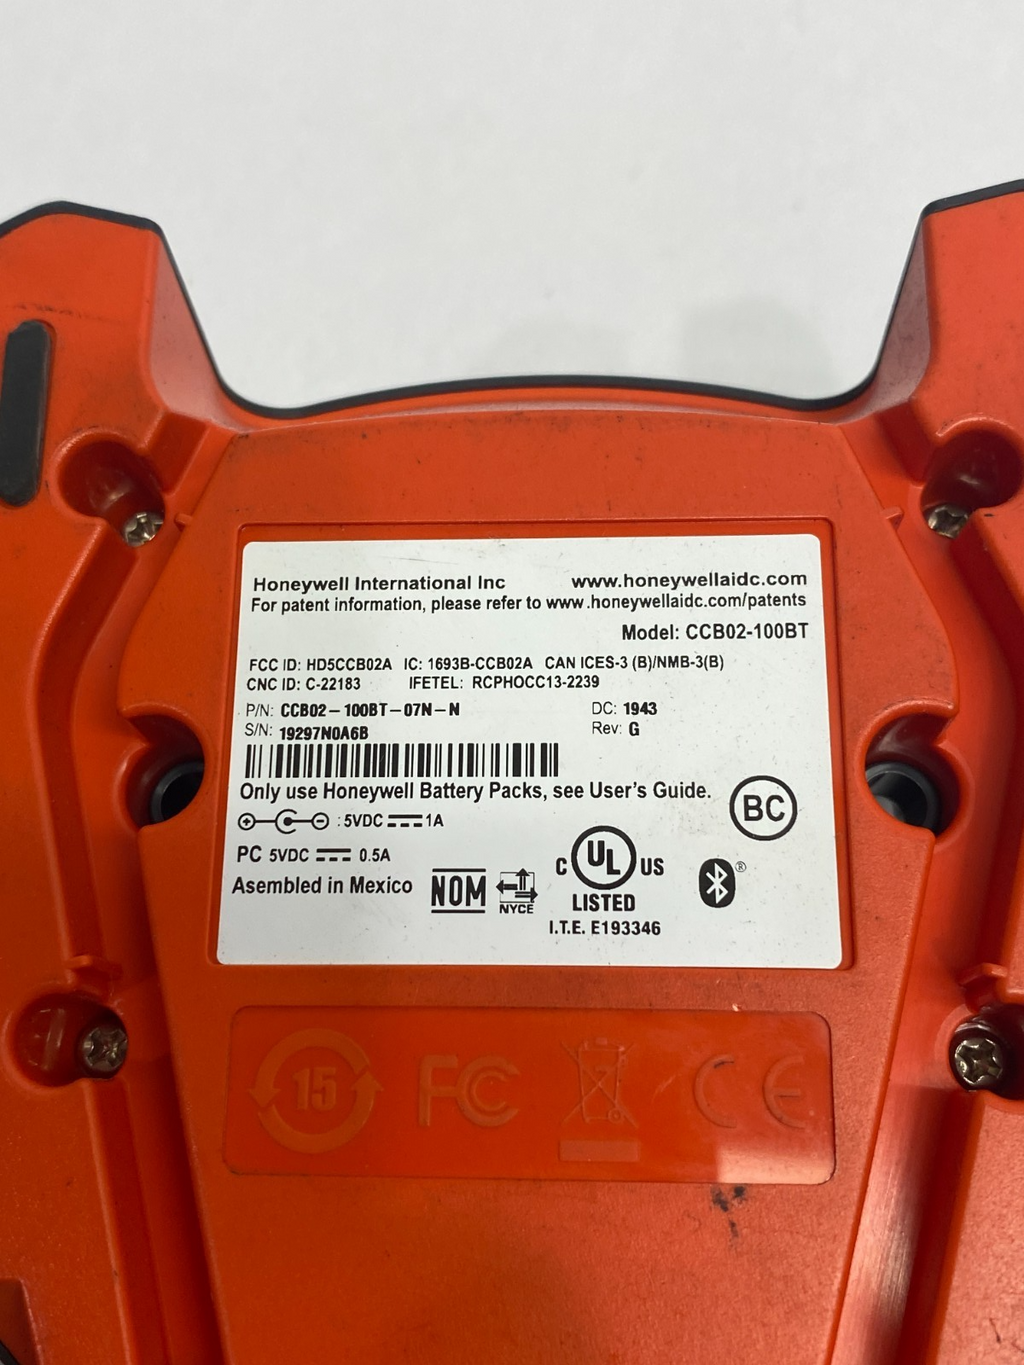 Honeywell International Inc www.honeywellaidc.com
For patent information, please refer to www.honeywellaidc.com/patents
Model: CCB02-100BT
FCC ID: HD5CCB02A IC: 1693B-CCB02A CAN ICES-3 (B)/NMB-3(B)
CNC ID: C-22183 IFETEL: RCPHOCC13-2239
P/N: CCB02-100BT-07N-N DC: 1943
S/N: 19297N0A6B Rev: G
Only use Honeywell Battery Packs, see User's Guide.
BC
: 5VDC 1A
PC 5VDC 0.5A
Asembled in Mexico
NOM
NYCE
C UL US
LISTED
I.T.E. E193346
®
15 FC CE